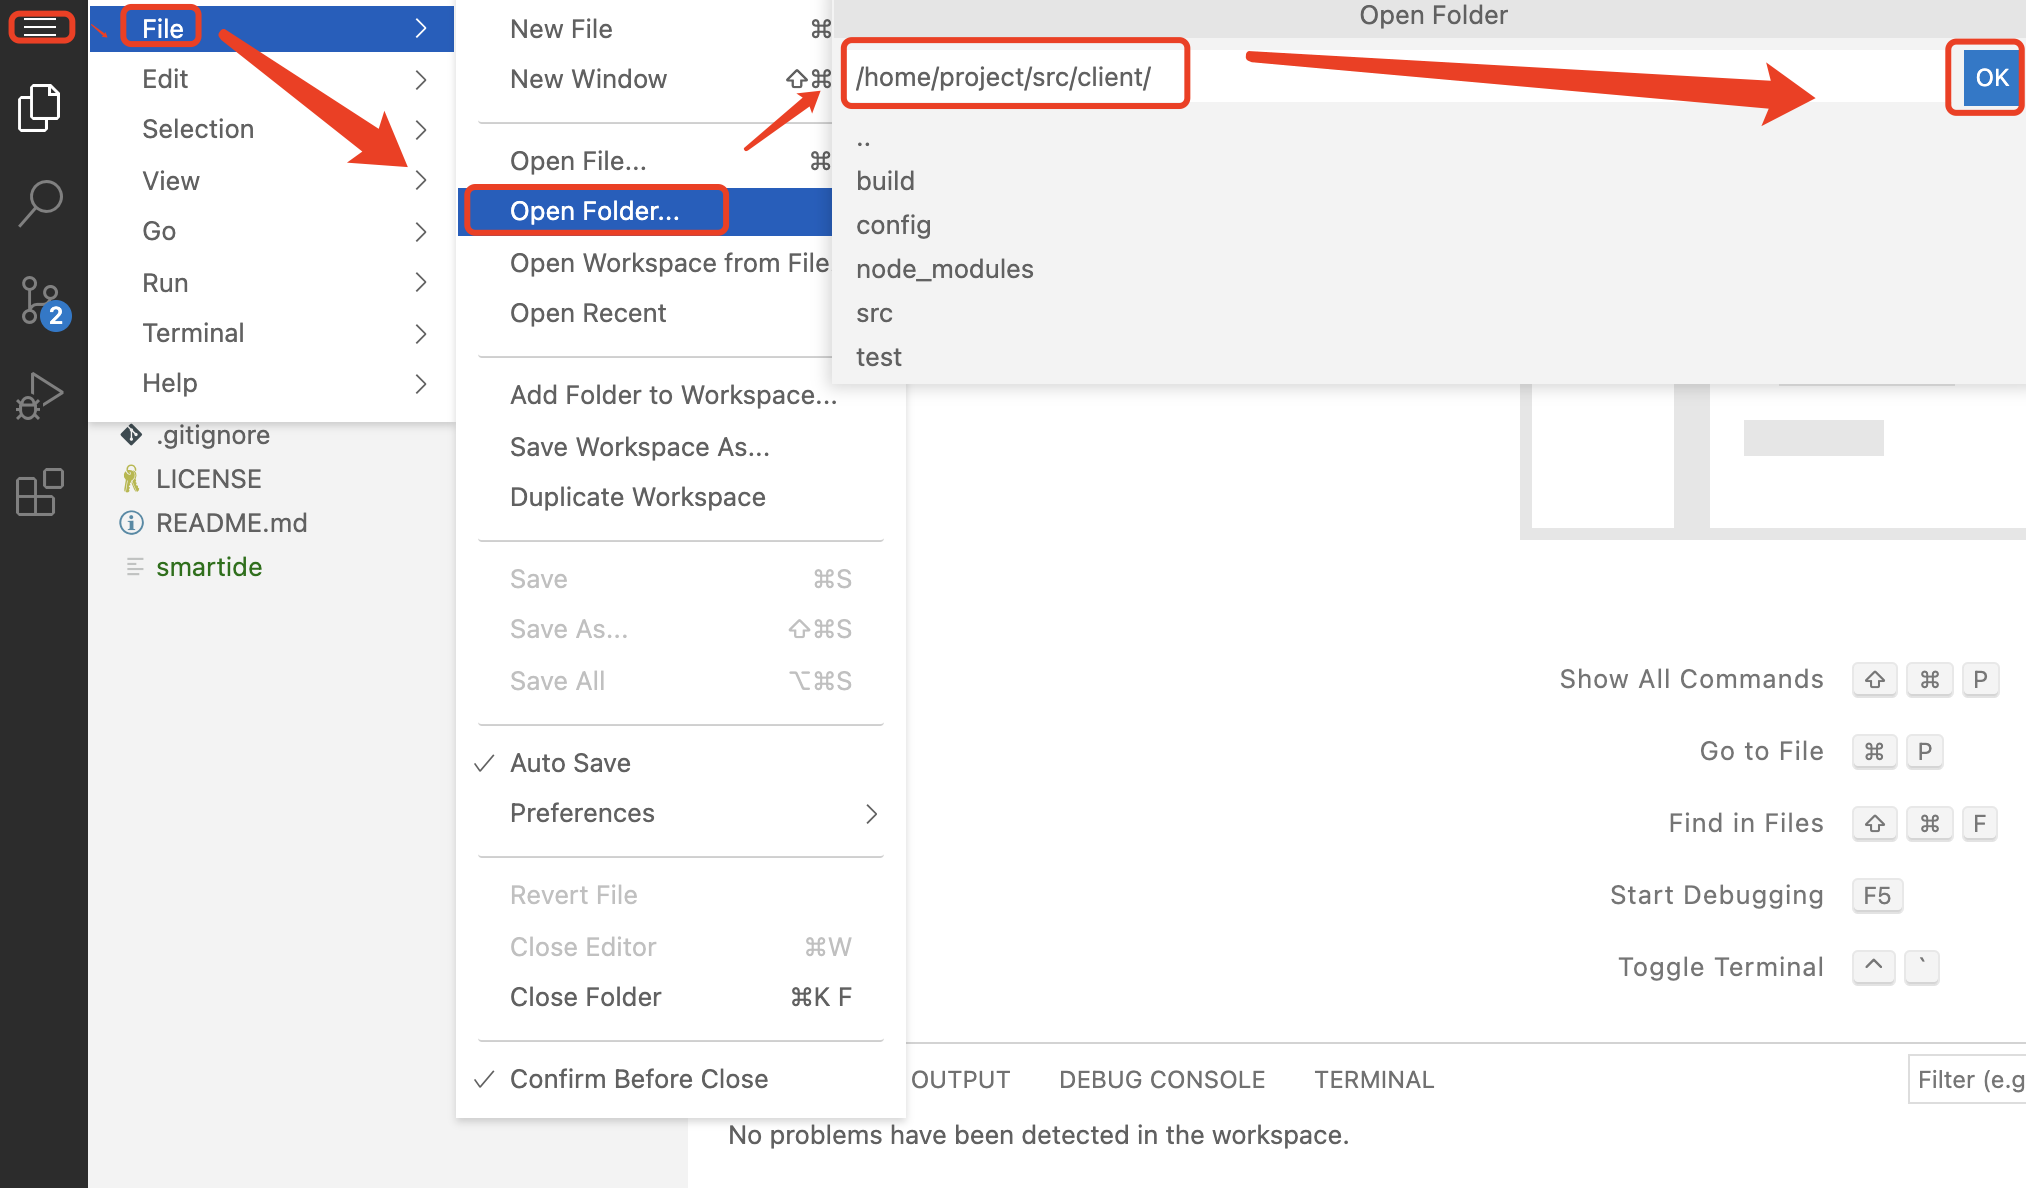 File
Edit
Selection
View
Go
Run
Terminal
Help
.gitignore
LICENSE
README.md
smartide
2
New File ⌘
New Window ⇧⌘
Open File... ⌘
Open Folder...
Open Workspace from File
Open Recent
Add Folder to Workspace...
Save Workspace As...
Duplicate Workspace
Save ⌘S
Save As... ⇧⌘S
Save All ⌥⌘S
✓ Auto Save
Preferences
Revert File
Close Editor ⌘W
Close Folder ⌘K F
✓ Confirm Before Close
Open Folder
/home/project/src/client/
OK
..
build
config
node_modules
src
test
Show All Commands ⇧ ⌘ P
Go to File ⌘ P
Find in Files ⇧ ⌘ F
Start Debugging F5
Toggle Terminal ^ `
OUTPUT DEBUG CONSOLE TERMINAL
Filter (e.g
No problems have been detected in the workspace.